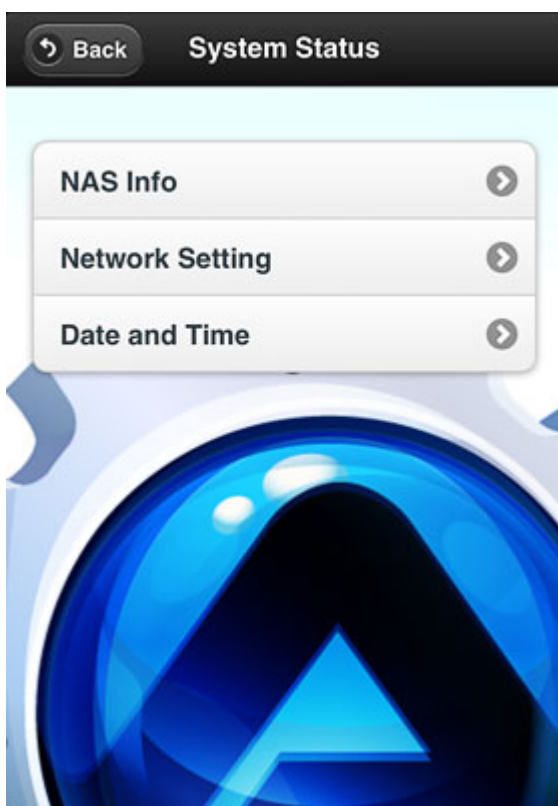 Back
System Status
NAS Info
Network Setting
Date and Time